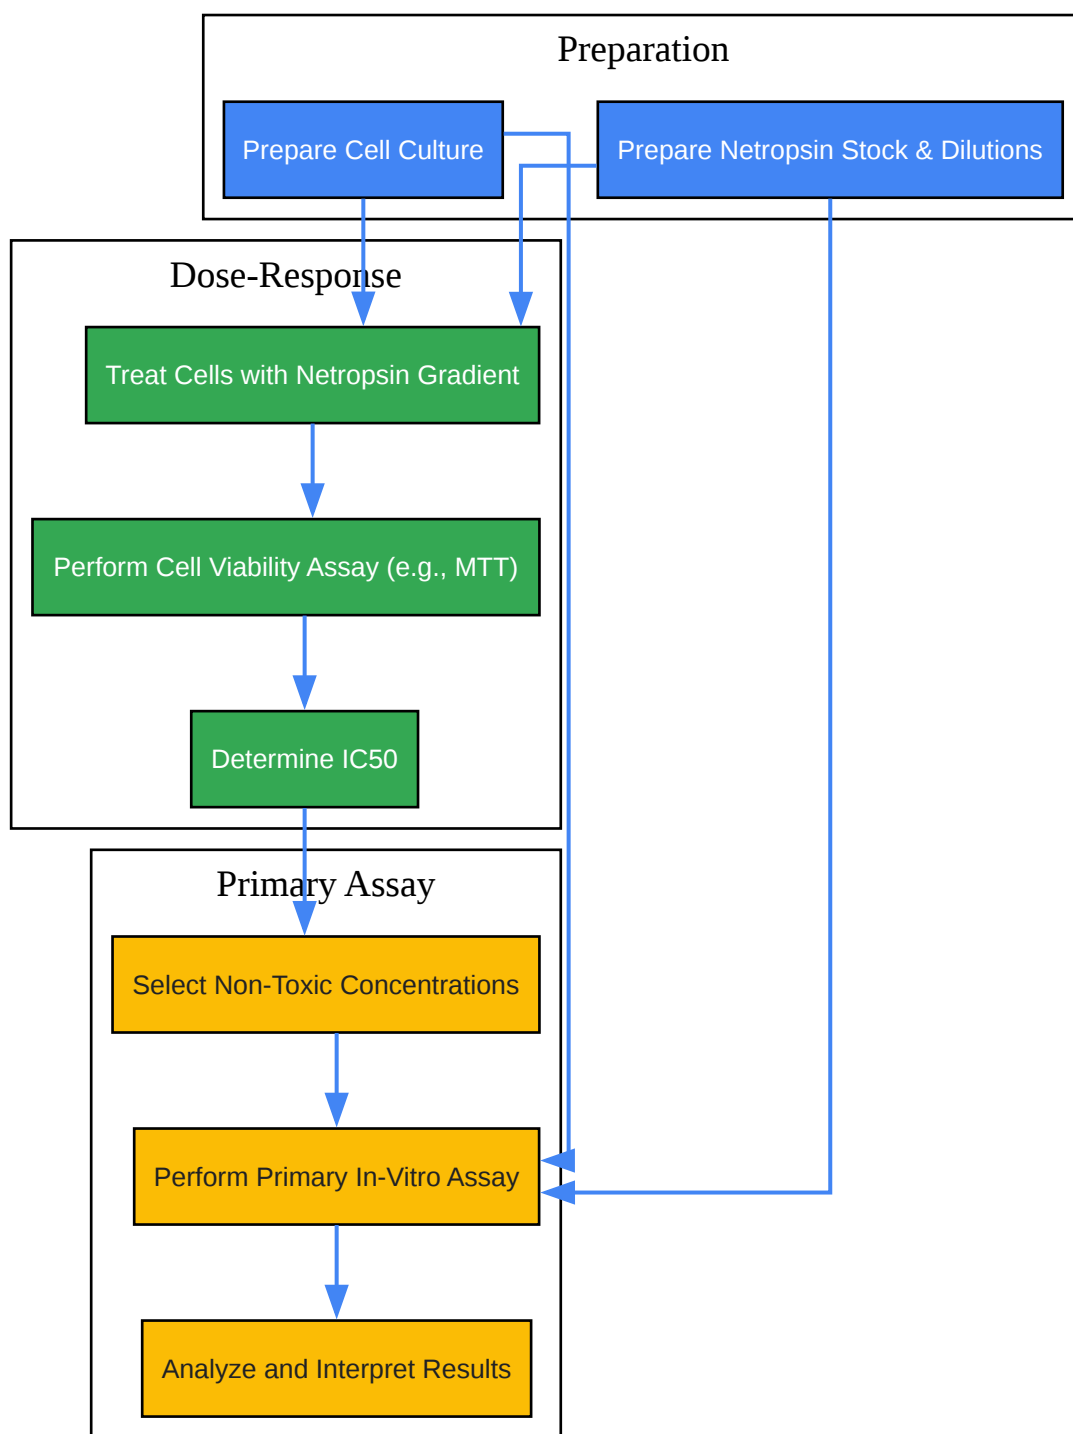 Preparation
Prepare Cell Culture
Prepare Netropsin Stock & Dilutions
Dose-Response
Treat Cells with Netropsin Gradient
Perform Cell Viability Assay (e.g., MTT)
Determine IC50
Primary Assay
Select Non-Toxic Concentrations
Perform Primary In-Vitro Assay
Analyze and Interpret Results